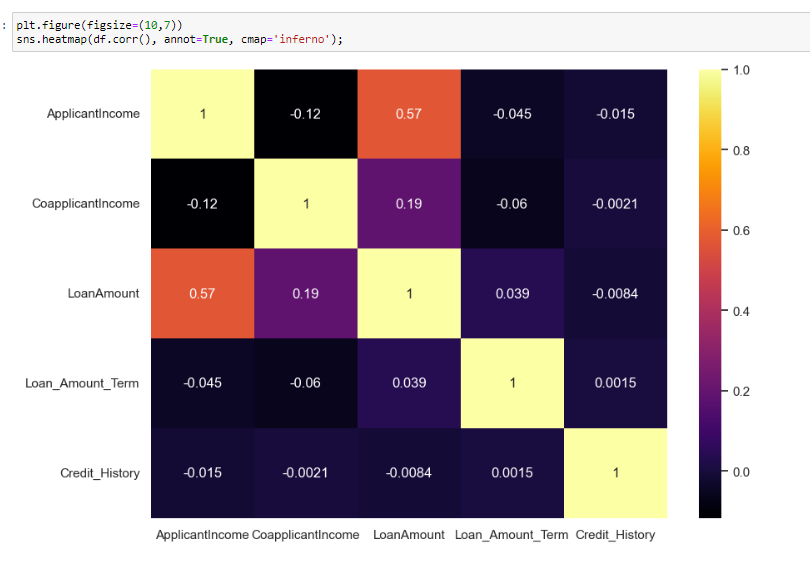 :
plt.figure(figsize=(10,7))
sns.heatmap(df.corr(), annot=True, cmap='inferno');
1.0
ApplicantIncome 1 -0.12 0.57 -0.045 -0.015
0.8
CoapplicantIncome -0.12 1 0.19 -0.06 -0.0021
0.6
LoanAmount 0.57 0.19 1 0.039 -0.0084
0.4
Loan_Amount_Term -0.045 -0.06 0.039 1 0.0015
0.2
Credit_History -0.015 -0.0021 -0.0084 0.0015 1
0.0
ApplicantIncome CoapplicantIncome LoanAmount Loan_Amount_Term Credit_History